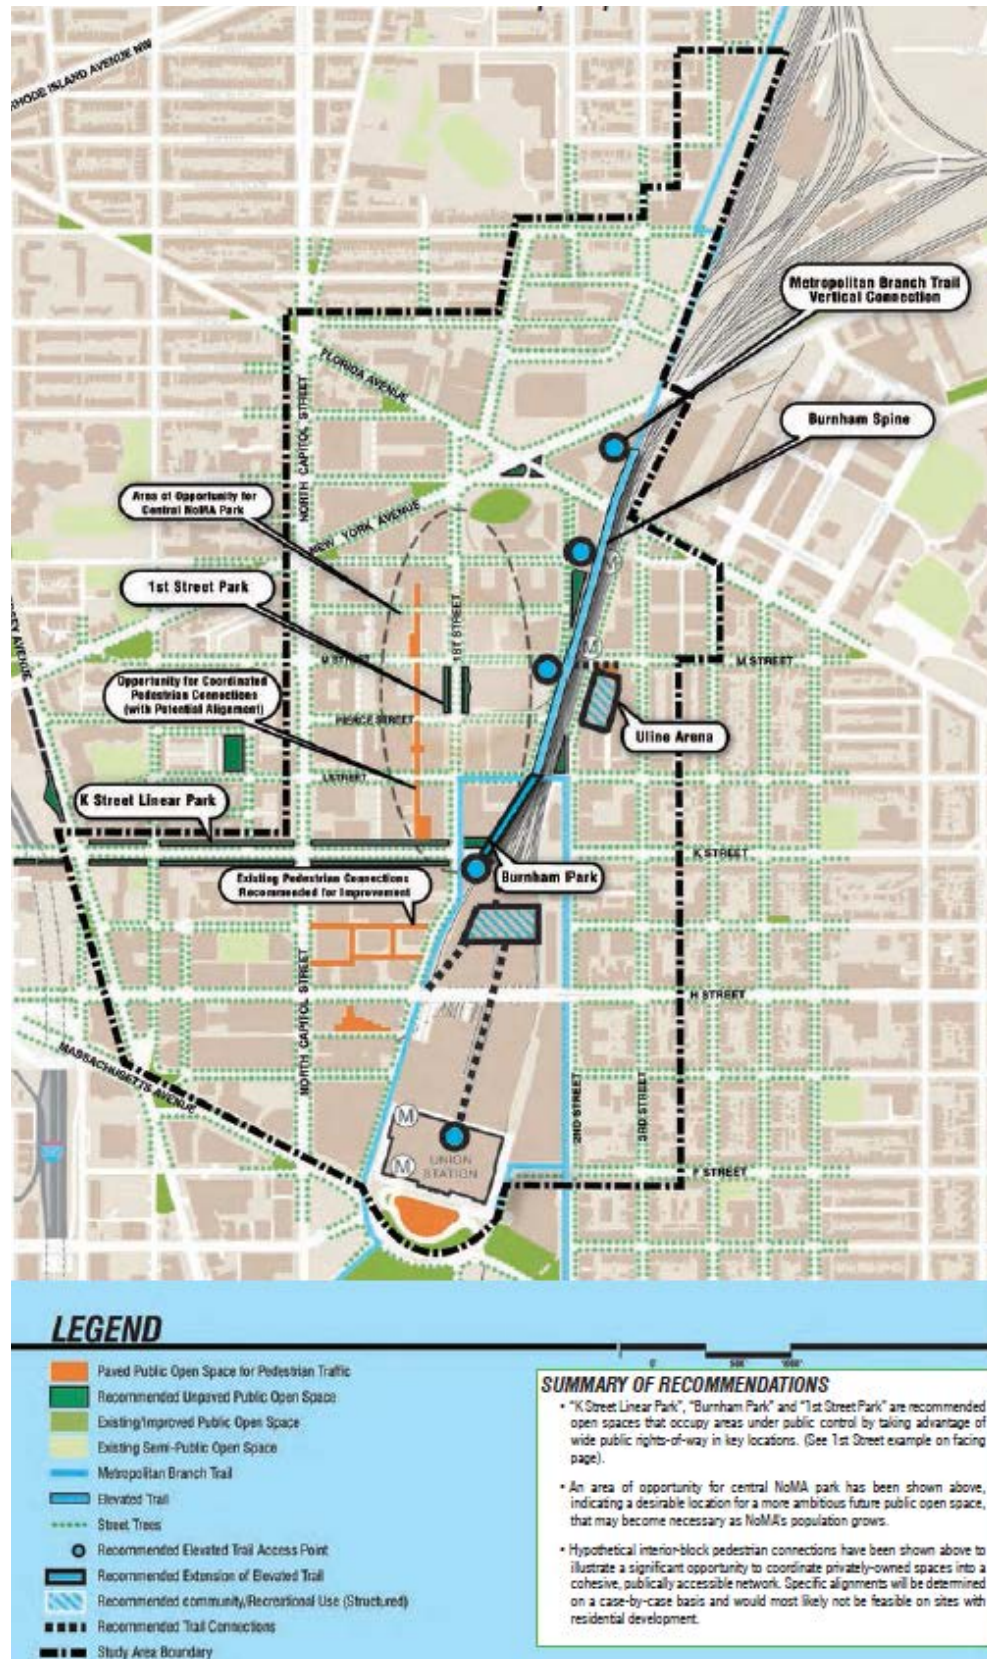 RHODE ISLAND AVENUE NW
Metropolitan Branch Trail
Vertical Connection
FLORIDA AVENUE
NORTH CAPITOL STREET
Burnham Spine
Area of Opportunity for
Central NoMA Park
NEW YORK AVENUE
1st Street Park
1ST STREET
M STREET
M
M STREET
Opportunity for Coordinated
Pedestrian Connections
(with Potential Alignment)
PIERCE STREET
Uline Arena
L STREET
K Street Linear Park
K STREET
Existing Pedestrian Connections
Recommended for Improvement
Burnham Park
NORTH CAPITOL STREET
H STREET
MASSACHUSETTS AVENUE
2ND STREET
3RD STREET
M
M
UNION
STATION
F STREET
LEGEND
0' 500' 1000'
Paved Public Open Space for Pedestrian Traffic
Recommended Unpaved Public Open Space
Existing/Improved Public Open Space
Existing Semi-Public Open Space
Metropolitan Branch Trail
Elevated Trail
Street Trees
Recommended Elevated Trail Access Point
Recommended Extension of Elevated Trail
Recommended community/Recreational Use (Structured)
Recommended Trail Connections
Study Area Boundary
SUMMARY OF RECOMMENDATIONS
• "K Street Linear Park", "Burnham Park" and "1st Street Park" are recommended
open spaces that occupy areas under public control by taking advantage of
wide public rights-of-way in key locations. (See 1st Street example on facing
page).
• An area of opportunity for central NoMA park has been shown above,
indicating a desirable location for a more ambitious future public open space,
that may become necessary as NoMA's population grows.
• Hypothetical interior-block pedestrian connections have been shown above to
illustrate a significant opportunity to coordinate privately-owned spaces into a
cohesive, publically accessible network. Specific alignments will be determined
on a case-by-case basis and would most likely not be feasible on sites with
residential development.